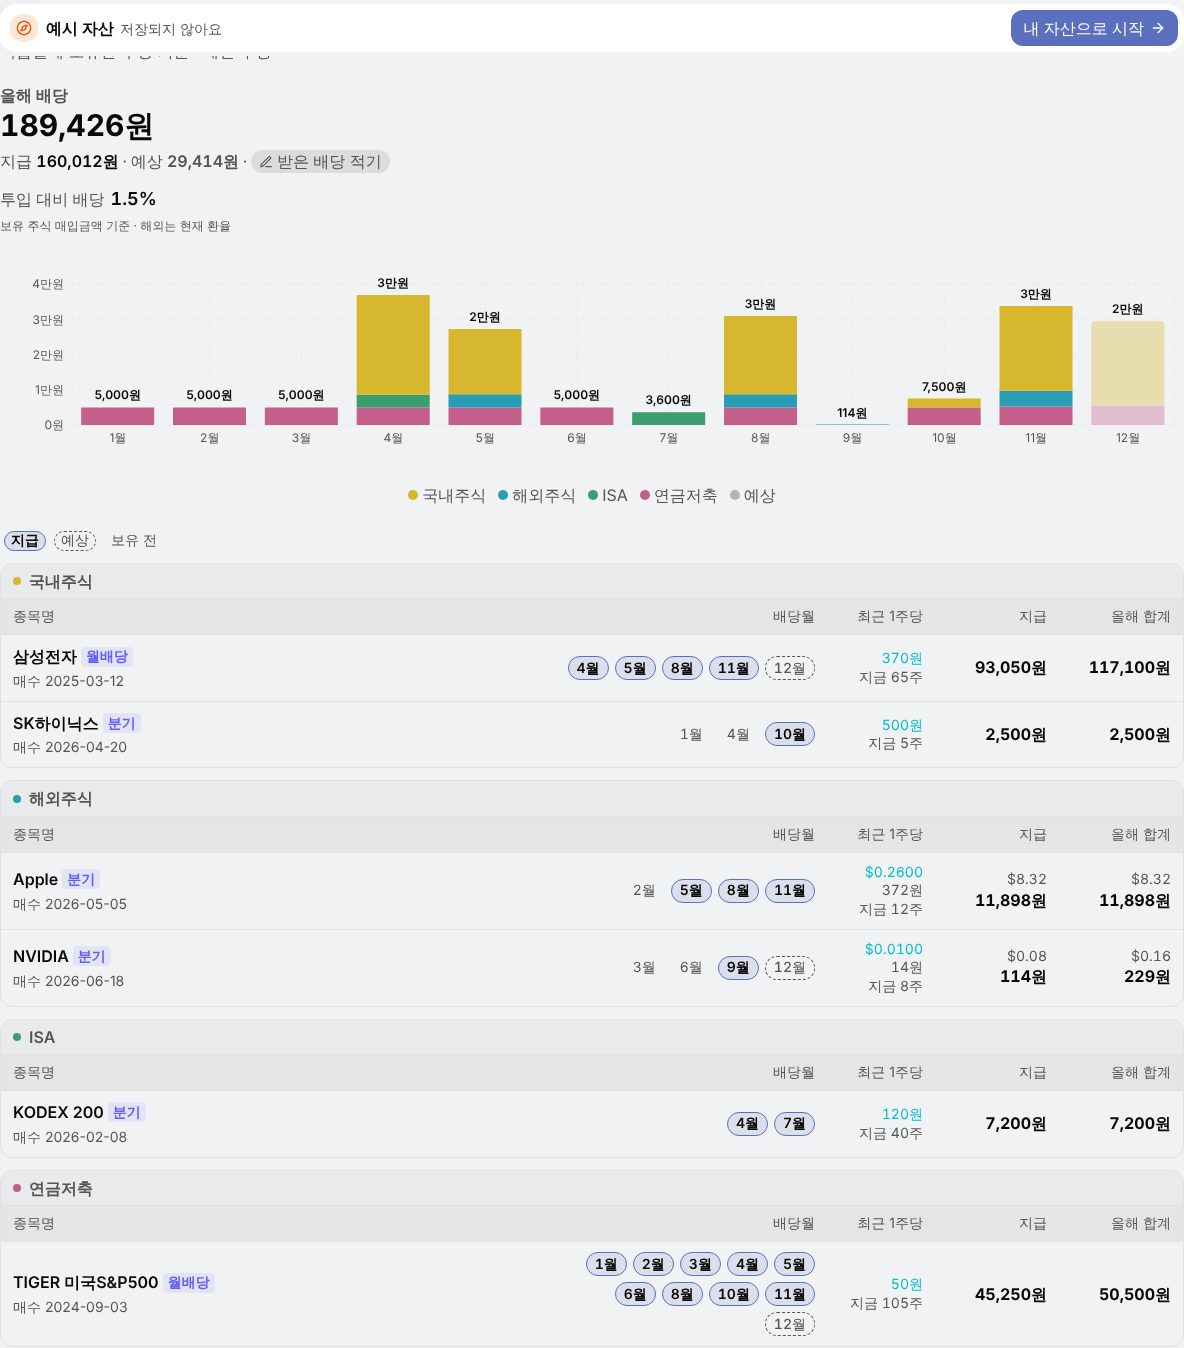 예시 자산 저장되지 않아요
내 자산으로 시작 →
올해 배당
189,426원
지급 160,012원 · 예상 29,414원 · 받은 배당 적기
투입 대비 배당 1.5%
보유 주식 매입금액 기준 · 해외는 현재 환율
4만원
3만원
2만원
1만원
0원
5,000원
5,000원
5,000원
3만원
2만원
5,000원
3,600원
3만원
114원
7,500원
3만원
2만원
1월 2월 3월 4월 5월 6월 7월 8월 9월 10월 11월 12월
국내주식 해외주식 ISA 연금저축 예상
지급 예상 보유 전
국내주식
종목명 배당월 최근 1주당 지급 올해 합계
삼성전자 월배당
매수 2025-03-12
4월 5월 8월 11월 12월
370원
지금 65주
93,050원 117,100원
SK하이닉스 분기
매수 2026-04-20
1월 4월 10월
500원
지금 5주
2,500원 2,500원
해외주식
종목명 배당월 최근 1주당 지급 올해 합계
Apple 분기
매수 2026-05-05
2월 5월 8월 11월
$0.2600
372원
지금 12주
$8.32
11,898원
$8.32
11,898원
NVIDIA 분기
매수 2026-06-18
3월 6월 9월 12월
$0.0100
14원
지금 8주
$0.08
114원
$0.16
229원
ISA
종목명 배당월 최근 1주당 지급 올해 합계
KODEX 200 분기
매수 2026-02-08
4월 7월
120원
지금 40주
7,200원 7,200원
연금저축
종목명 배당월 최근 1주당 지급 올해 합계
TIGER 미국S&P500 월배당
매수 2024-09-03
1월 2월 3월 4월 5월
6월 8월 10월 11월
12월
50원
지금 105주
45,250원 50,500원